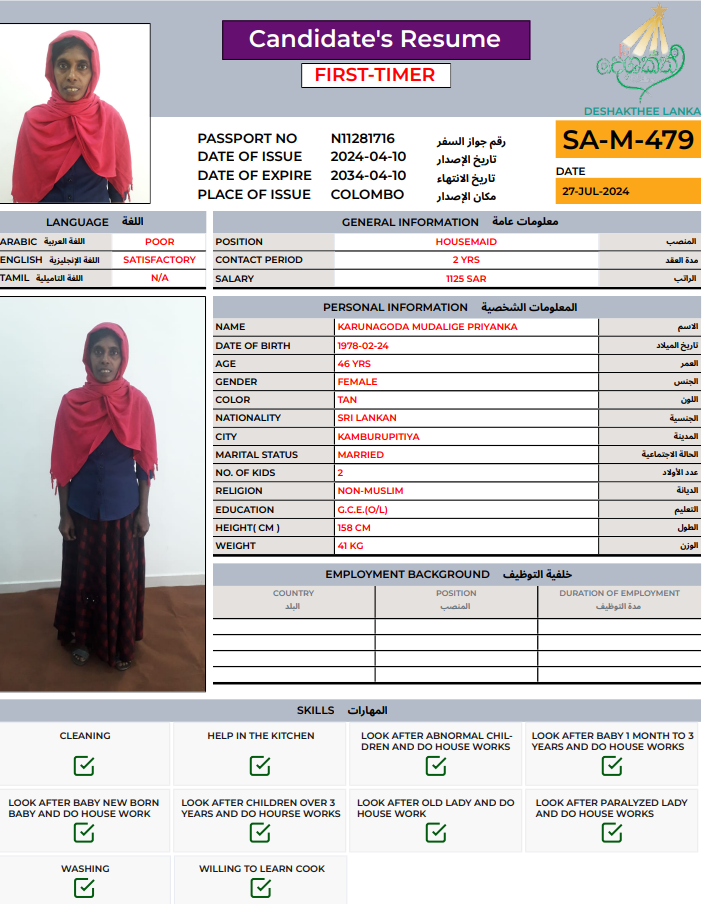 Candidate's Resume
FIRST-TIMER
දේශශක්ති
DESHAKTHEE LANKA
PASSPORT NO N11281716 رقم جواز السفر
DATE OF ISSUE 2024-04-10 تاريخ الإصدار
DATE OF EXPIRE 2034-04-10 تاريخ الانتهاء
PLACE OF ISSUE COLOMBO مكان الإصدار
SA-M-479
DATE
27-JUL-2024
LANGUAGE اللغة
ARABIC اللغة العربية POOR
ENGLISH اللغة الإنجليزية SATISFACTORY
TAMIL اللغة التاميلية N/A
GENERAL INFORMATION معلومات عامة
POSITION HOUSEMAID المنصب
CONTACT PERIOD 2 YRS مدة العقد
SALARY 1125 SAR الراتب
PERSONAL INFORMATION المعلومات الشخصية
NAME KARUNAGODA MUDALIGE PRIYANKA الاسم
DATE OF BIRTH 1978-02-24 تاريخ الميلاد
AGE 46 YRS العمر
GENDER FEMALE الجنس
COLOR TAN اللون
NATIONALITY SRI LANKAN الجنسية
CITY KAMBURUPITIYA المدينة
MARITAL STATUS MARRIED الحالة الاجتماعية
NO. OF KIDS 2 عدد الأولاد
RELIGION NON-MUSLIM الديانة
EDUCATION G.C.E.(O/L) التعليم
HEIGHT( CM ) 158 CM الطول
WEIGHT 41 KG الوزن
EMPLOYMENT BACKGROUND خلفية التوظيف
COUNTRY POSITION DURATION OF EMPLOYMENT
البلد المنصب مدة التوظيف
SKILLS المهارات
CLEANING
HELP IN THE KITCHEN
LOOK AFTER ABNORMAL CHIL-
DREN AND DO HOUSE WORKS
LOOK AFTER BABY 1 MONTH TO 3
YEARS AND DO HOUSE WORKS
LOOK AFTER BABY NEW BORN
BABY AND DO HOUSE WORK
LOOK AFTER CHILDREN OVER 3
YEARS AND DO HOURSE WORKS
LOOK AFTER OLD LADY AND DO
HOUSE WORK
LOOK AFTER PARALYZED LADY
AND DO HOUSE WORKS
WASHING
WILLING TO LEARN COOK